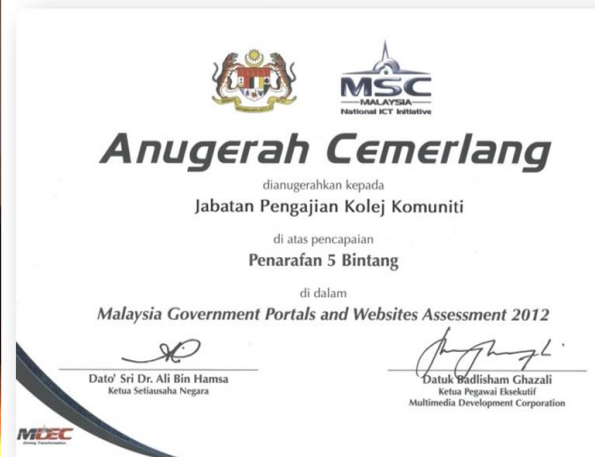 MSC
MALAYSIA
National ICT Initiative
Anugerah Cemerlang
dianugerahkan kepada
Jabatan Pengajian Kolej Komuniti
di atas pencapaian
Penarafan 5 Bintang
di dalam
Malaysia Government Portals and Websites Assessment 2012
Dato' Sri Dr. Ali Bin Hamsa
Ketua Setiausaha Negara
Datuk Badlisham Ghazali
Ketua Pegawai Eksekutif
Multimedia Development Corporation
MDEC
Driving Transformation